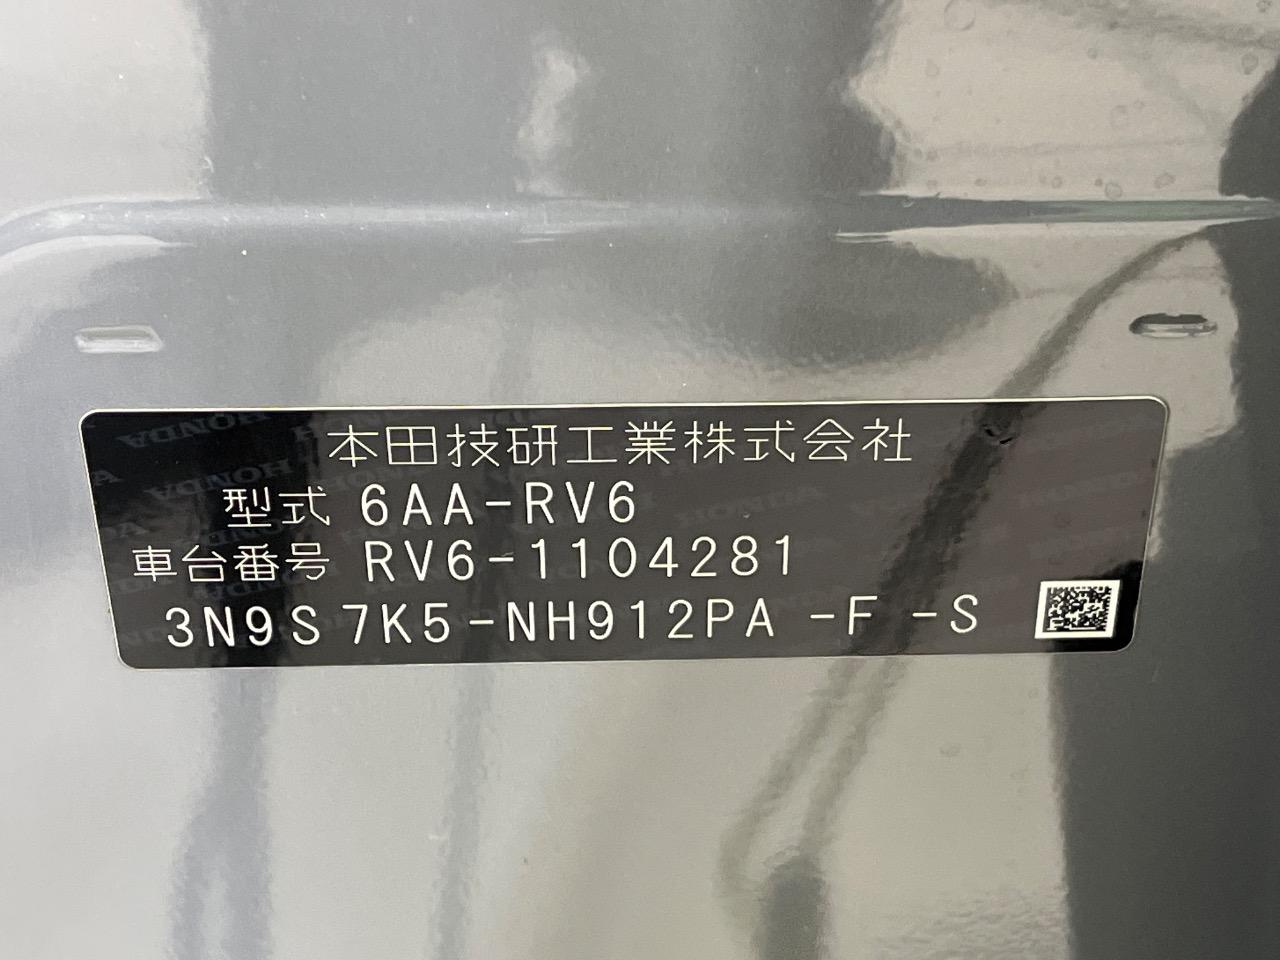 本田技研工業株式会社
型式 6AA-RV6
車台番号 RV6-1104281
3N9S7K5-NH912PA -F -S